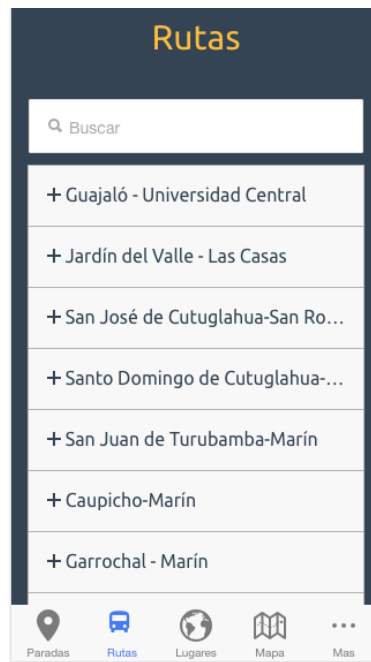 Rutas
Buscar
+ Guajaló - Universidad Central
+ Jardín del Valle - Las Casas
+ San José de Cutuglahua-San Ro...
+ Santo Domingo de Cutuglahua-...
+ San Juan de Turubamba-Marín
+ Caupicho-Marín
+ Garrochal - Marín
Paradas Rutas Lugares Mapa Mas